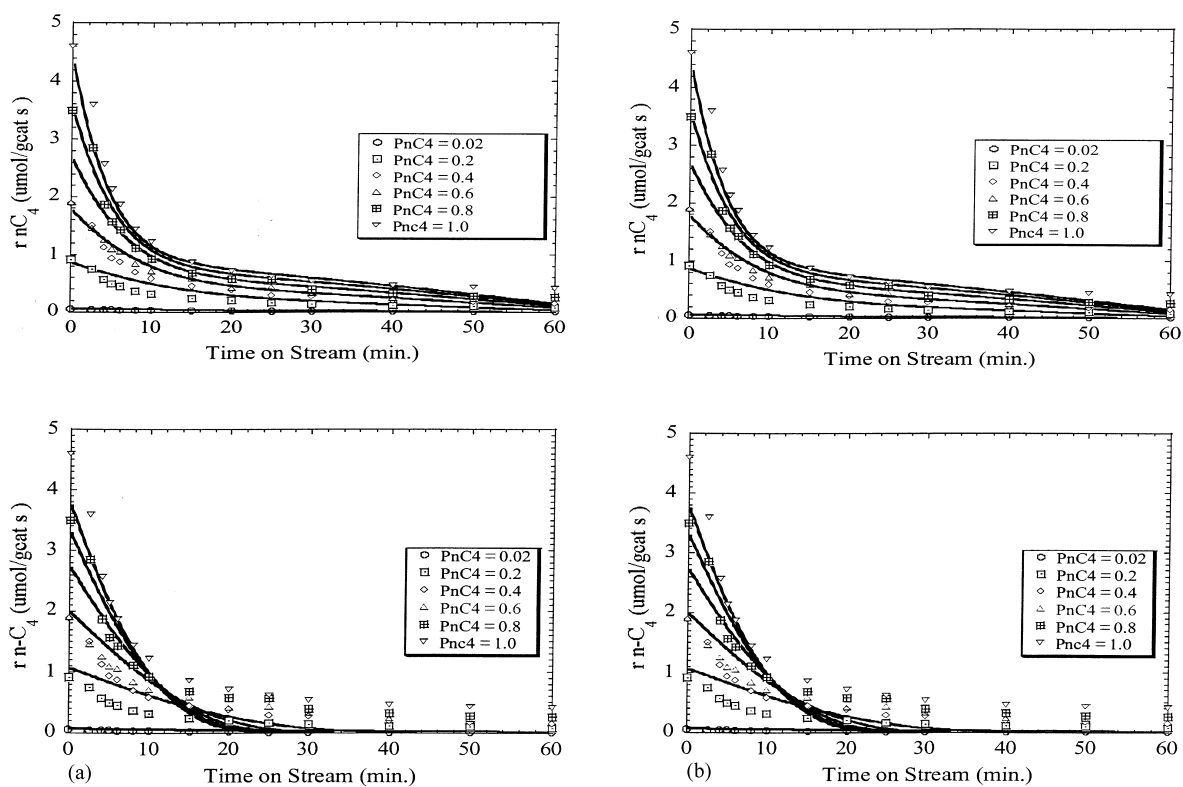 5
4
3
2
1
0
r nC4 (umol/gcat s )
PnC4 = 0.02
PnC4 = 0.2
PnC4 = 0.4
PnC4 = 0.6
PnC4 = 0.8
Pnc4 = 1.0
0 10 20 30 40 50 60
Time on Stream (min.)
5
4
3
2
1
0
r nC4 (umol/gcat s )
PnC4 = 0.02
PnC4 = 0.2
PnC4 = 0.4
PnC4 = 0.6
PnC4 = 0.8
Pnc4 = 1.0
0 10 20 30 40 50 60
Time on Stream (min.)
5
4
3
2
1
0
r n-C4 (umol/gcat s )
PnC4 = 0.02
PnC4 = 0.2
PnC4 = 0.4
PnC4 = 0.6
PnC4 = 0.8
Pnc4 = 1.0
0 10 20 30 40 50 60
(a) Time on Stream (min.)
5
4
3
2
1
0
r n-C4 (umol/gcat s )
PnC4 = 0.02
PnC4 = 0.2
PnC4 = 0.4
PnC4 = 0.6
PnC4 = 0.8
Pnc4 = 1.0
0 10 20 30 40 50 60
(b) Time on Stream (min.)